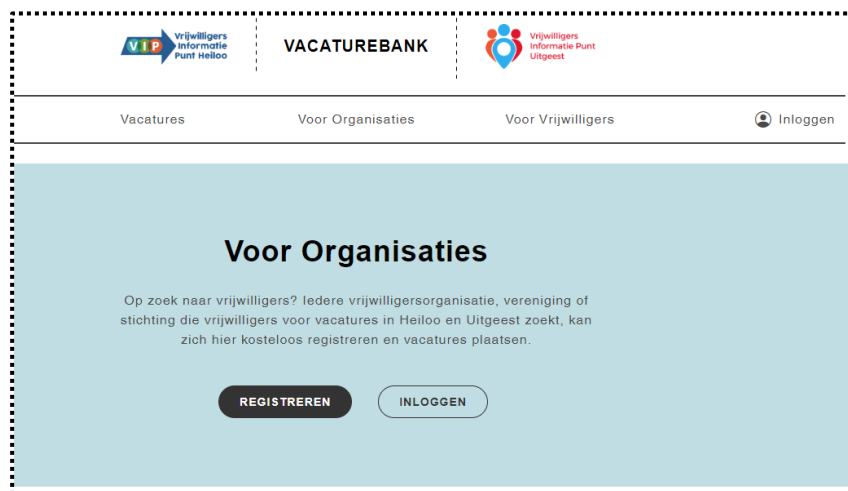 VIP
Vrijwilligers
Informatie
Punt Heiloo
VACATUREBANK
Vrijwilligers
Informatie Punt
Uitgeest
Vacatures
Voor Organisaties
Voor Vrijwilligers
Inloggen
Voor Organisaties
Op zoek naar vrijwilligers? Iedere vrijwilligersorganisatie, vereniging of
stichting die vrijwilligers voor vacatures in Heiloo en Uitgeest zoekt, kan
zich hier kosteloos registreren en vacatures plaatsen.
REGISTREREN
INLOGGEN